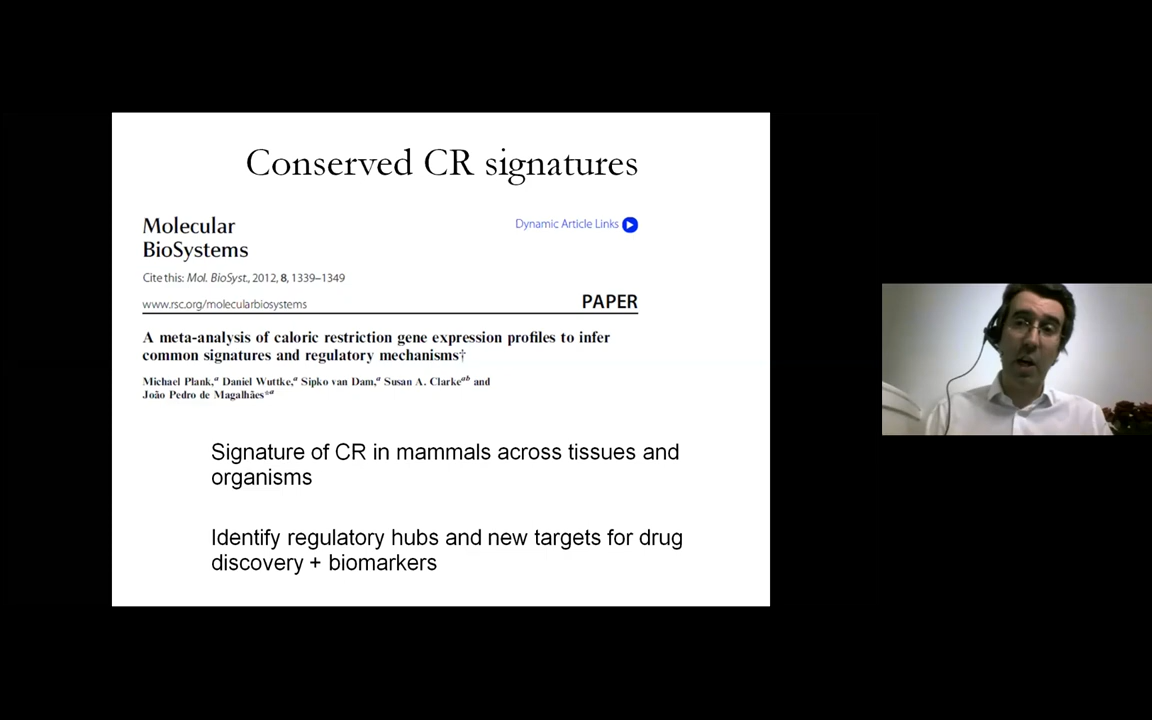 Conserved CR signatures
Molecular
BioSystems
Dynamic Article Links
Cite this: Mol. BioSyst., 2012, 8, 1339–1349
www.rsc.org/molecularbiosystems
PAPER
A meta-analysis of caloric restriction gene expression profiles to infer
common signatures and regulatory mechanisms†
Michael Plank,a Daniel Wuttke,a Sipko van Dam,a Susan A. Clarkeab and
João Pedro de Magalhães*a
Signature of CR in mammals across tissues and
organisms
Identify regulatory hubs and new targets for drug
discovery + biomarkers